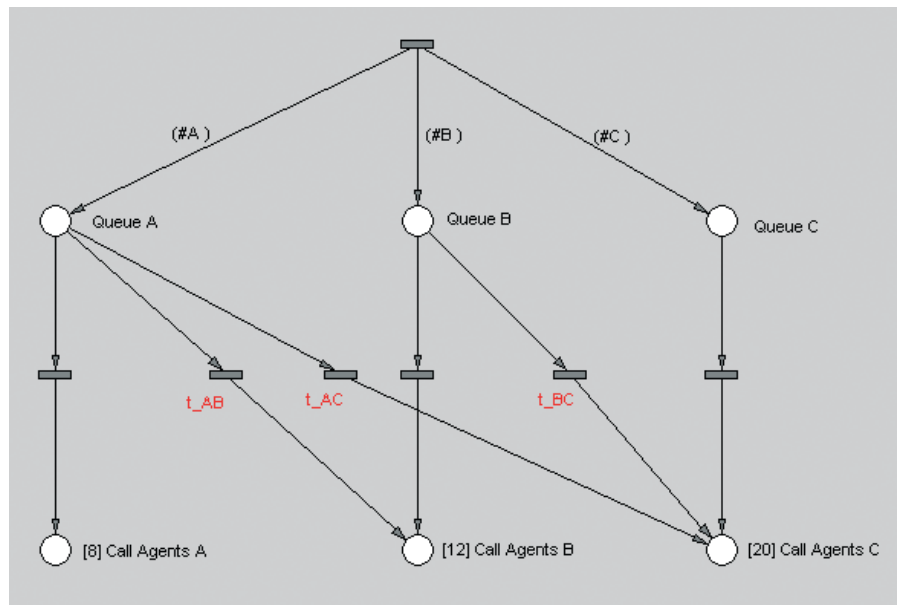 (#A )
(#B )
(#C )
Queue A
Queue B
Queue C
t_AB
t_AC
t_BC
[8] Call Agents A
[12] Call Agents B
[20] Call Agents C